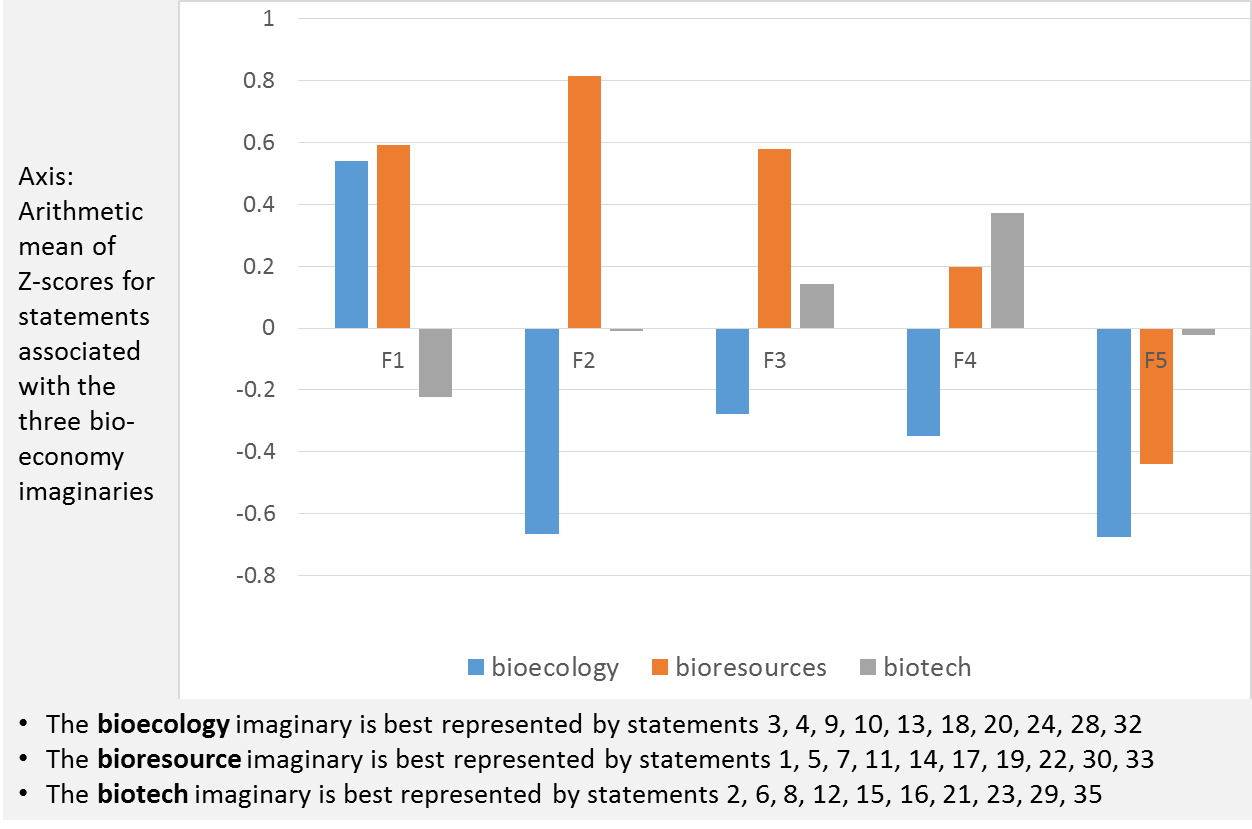 Axis:
Arithmetic
mean of
Z-scores for
statements
associated
with the
three bio-
economy
imaginaries
1
0.8
0.6
0.4
0.2
0
-0.2
-0.4
-0.6
-0.8
F1
F2
F3
F4
F5
bioecology bioresources biotech
• The bioecology imaginary is best represented by statements 3, 4, 9, 10, 13, 18, 20, 24, 28, 32
• The bioresource imaginary is best represented by statements 1, 5, 7, 11, 14, 17, 19, 22, 30, 33
• The biotech imaginary is best represented by statements 2, 6, 8, 12, 15, 16, 21, 23, 29, 35